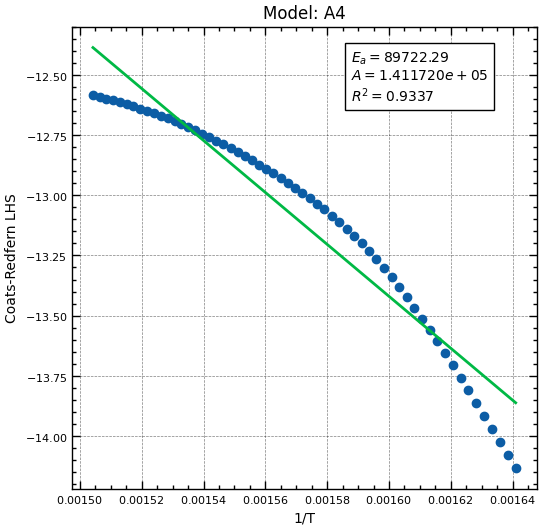 Model: A4
Eₐ = 89722.29
A = 1.411720e + 05
R² = 0.9337
Coats-Redfern LHS
−12.50
−12.75
−13.00
−13.25
−13.50
−13.75
−14.00
0.00150 0.00152 0.00154 0.00156 0.00158 0.00160 0.00162 0.00164
1/T